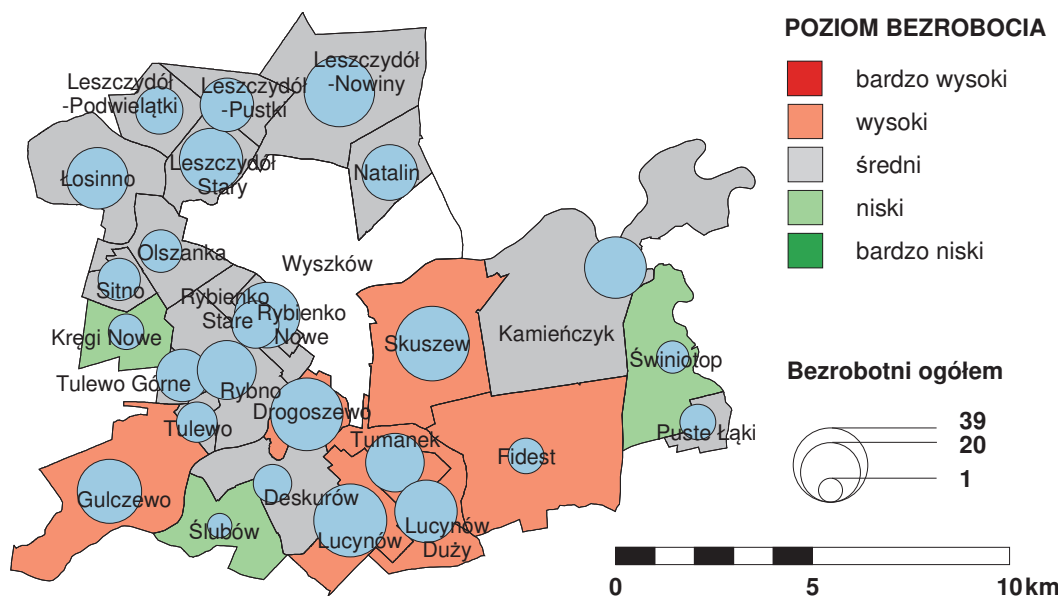 POZIOM BEZROBOCIA
bardzo wysoki
wysoki
średni
niski
bardzo niski
Leszczydół
-Podwielątki
Leszczydół
-Pustki
Leszczydół
-Nowiny
Łosinno
Leszczydół
Stary
Natalin
Olszanka
Wyszków
Sitno
Rybienko
Stare
Rybienko
Nowe
Kręgi Nowe
Skuszew
Kamieńczyk
Świniotop
Tulewo Górne
Rybno
Drogoszewo
Tulewo
Tumanek
Fidest
Puste Łąki
Gulczewo
Deskurów
Ślubów
Lucynów
Lucynów
Duży
Bezrobotni ogółem
39
20
1
0
5
10 km